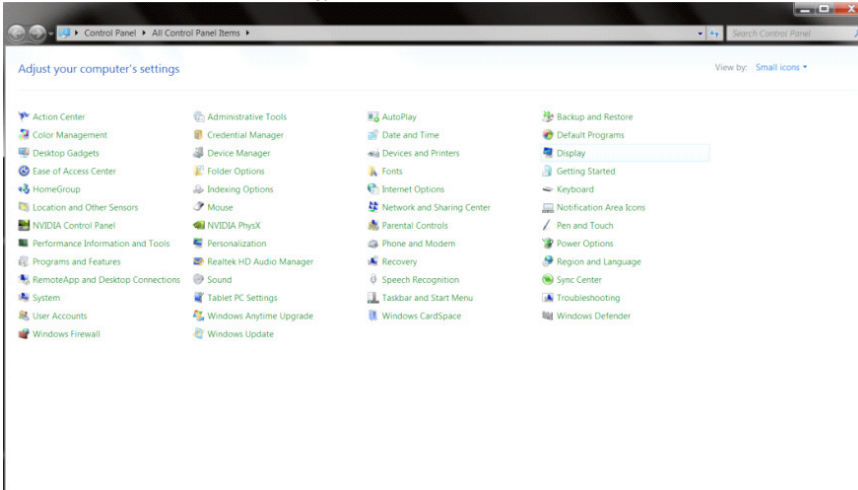 Control Panel All Control Panel Items Search Control Panel
Adjust your computer's settings View by: Small icons
Action Center Administrative Tools AutoPlay Backup and Restore
Color Management Credential Manager Date and Time Default Programs
Desktop Gadgets Device Manager Devices and Printers Display
Ease of Access Center Folder Options Fonts Getting Started
HomeGroup Indexing Options Internet Options Keyboard
Location and Other Sensors Mouse Network and Sharing Center Notification Area Icons
NVIDIA Control Panel NVIDIA PhysX Parental Controls Pen and Touch
Performance Information and Tools Personalization Phone and Modem Power Options
Programs and Features Realtek HD Audio Manager Recovery Region and Language
RemoteApp and Desktop Connections Sound Speech Recognition Sync Center
System Tablet PC Settings Taskbar and Start Menu Troubleshooting
User Accounts Windows Anytime Upgrade Windows CardSpace Windows Defender
Windows Firewall Windows Update